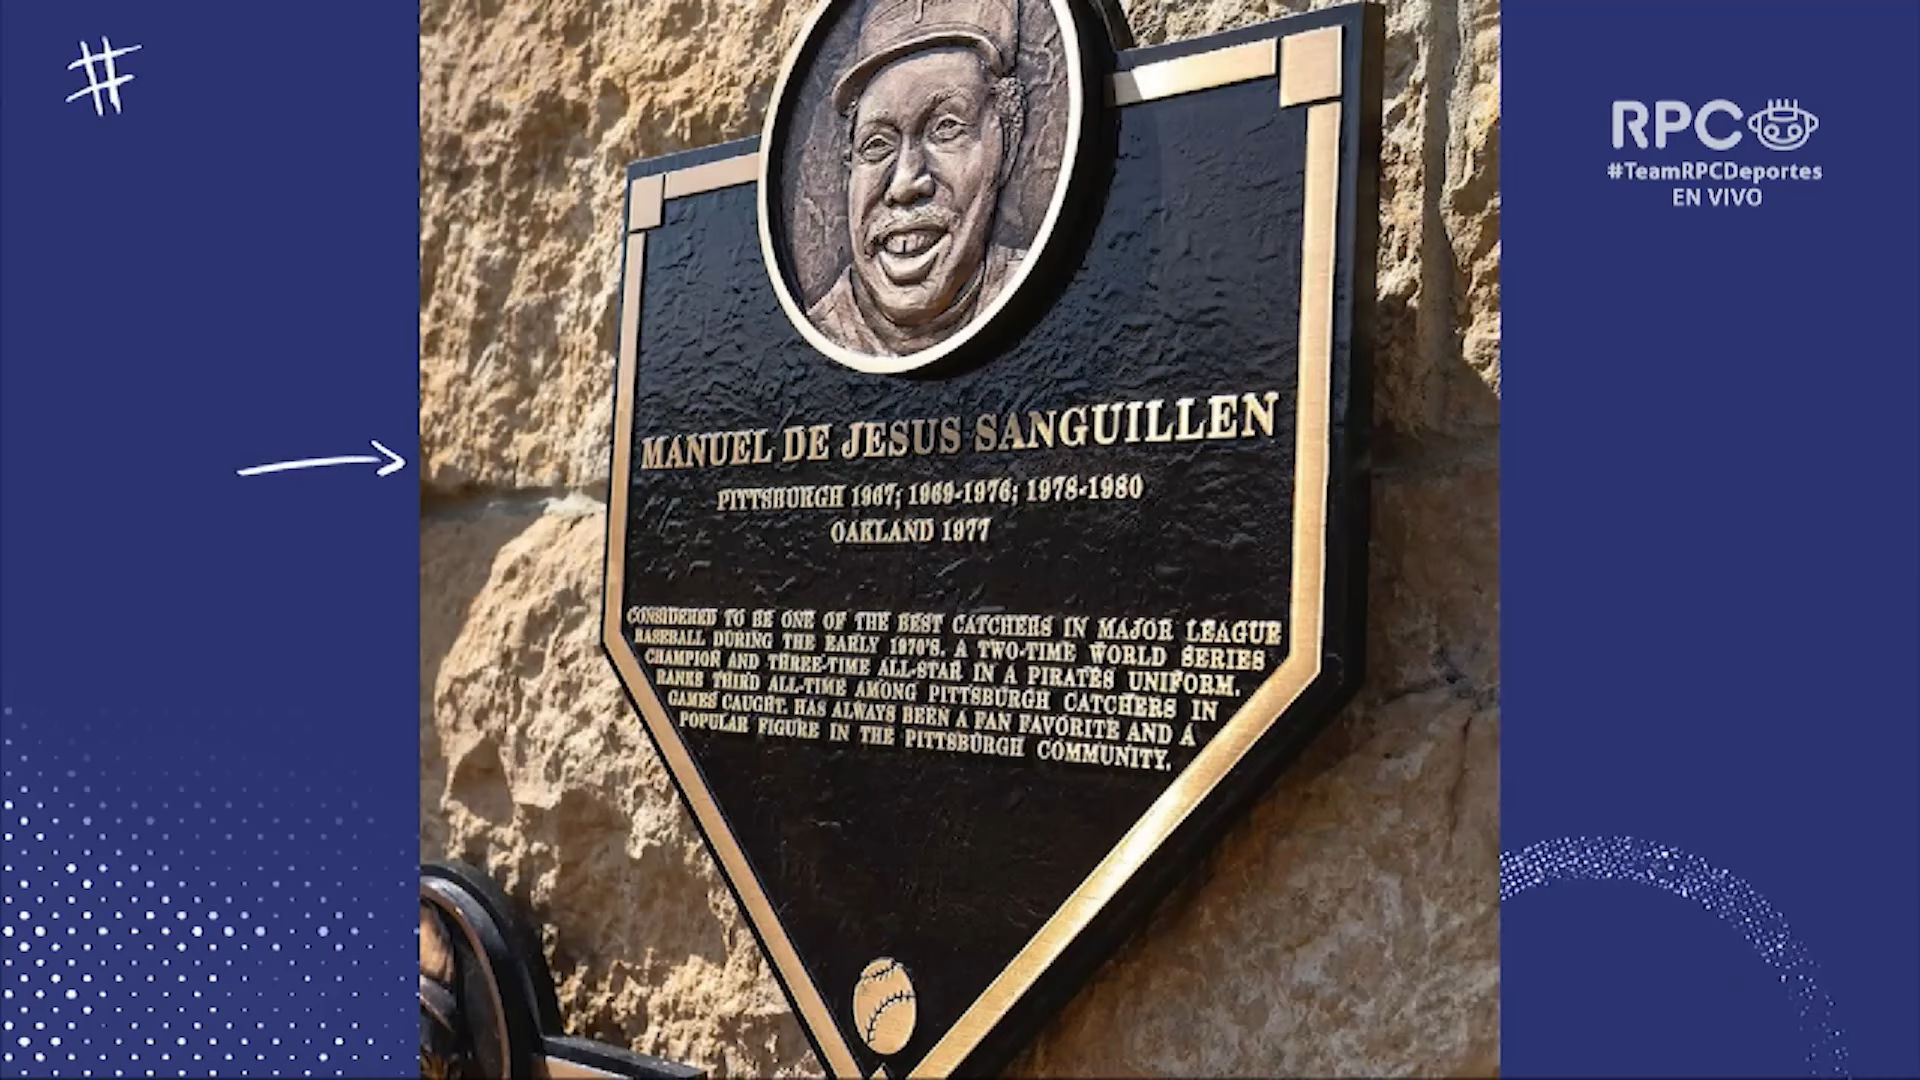 #
RPC
#TeamRPCDeportes
EN VIVO
MANUEL DE JESUS SANGUILLEN
PITTSBURGH 1967; 1969-1976; 1978-1980
OAKLAND 1977
CONSIDERED TO BE ONE OF THE BEST CATCHERS IN MAJOR LEAGUE
BASEBALL DURING THE EARLY 1970'S. A TWO-TIME WORLD SERIES
CHAMPION AND THREE-TIME ALL-STAR IN A PIRATES UNIFORM.
RANKS THIRD ALL-TIME AMONG PITTSBURGH CATCHERS IN
GAMES CAUGHT. HAS ALWAYS BEEN A FAN FAVORITE AND A
POPULAR FIGURE IN THE PITTSBURGH COMMUNITY.